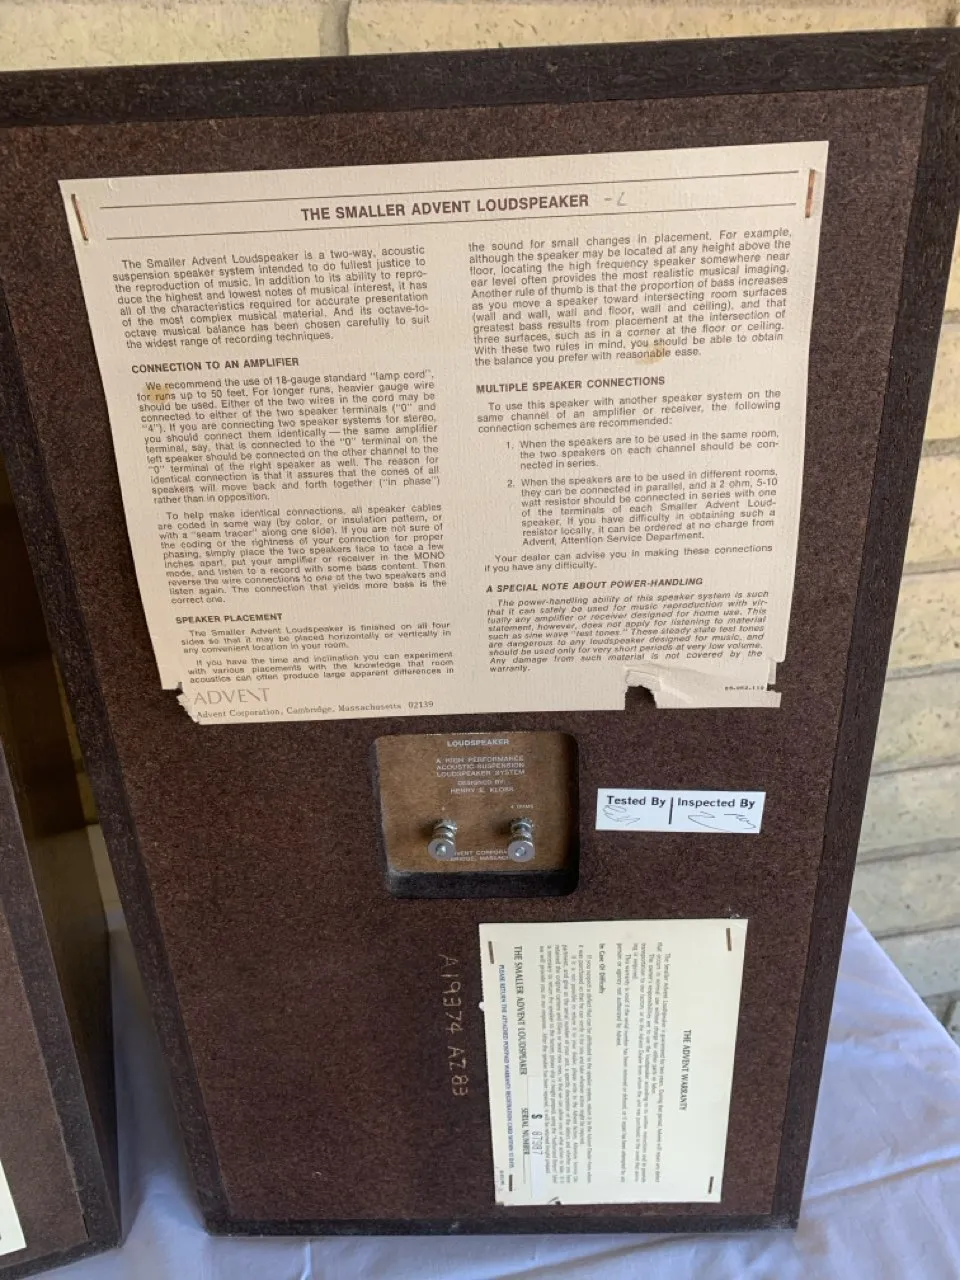 THE SMALLER ADVENT LOUDSPEAKER
The Smaller Advent Loudspeaker is a two-way, acoustic
suspension speaker system intended to do fullest justice to
the reproduction of music. In addition to its ability to repro-
duce the highest and lowest notes of musical interest, it has
all of the characteristics required for accurate presentation
of the most complex musical material. And its octave-to-
octave musical balance has been chosen carefully to suit
the widest range of recording techniques.
CONNECTION TO AN AMPLIFIER
We recommend the use of 18-gauge standard "lamp cord",
for runs up to 50 feet. For longer runs, heavier gauge wire
should be used. Either of the two wires in the cord may be
connected to either of the two speaker terminals ("0" and
"4"). If you are connecting two speaker systems for stereo,
you should connect them identically — the same amplifier
terminal, say, that is connected to the "0" terminal on the
left speaker should be connected on the other channel to the
"0" terminal of the right speaker as well. The reason for
identical connection is that it assures that the cones of all
speakers will move back and forth together ("in phase")
rather than in opposition.
To help make identical connections, all speaker cables
are coded in some way (by color, or insulation pattern, or
with a "seam tracer" along one side). If you are not sure of
the coding or the rightness of your connection for proper
phasing, simply place the two speakers face to face a few
inches apart, put your amplifier or receiver in the MONO
mode, and listen to a record with some bass content. Then
reverse the wire connections to one of the two speakers and
listen again. The connection that yields more bass is the
correct one.
SPEAKER PLACEMENT
The Smaller Advent Loudspeaker is finished on all four
sides so that it may be placed horizontally or vertically in
any convenient location in your room.
If you have the time and inclination you can experiment
with various placements with the knowledge that room
acoustics can often produce large apparent differences in
the sound for small changes in placement. For example,
although the speaker may be located at any height above the
floor, locating the high frequency speaker somewhere near
ear level often provides the most realistic musical imaging.
Another rule of thumb is that the proportion of bass increases
as you move a speaker toward intersecting room surfaces
(wall and wall, wall and floor, wall and ceiling), and that
greatest bass results from placement at the intersection of
three surfaces, such as in a corner at the floor or ceiling.
With these two rules in mind, you should be able to obtain
the balance you prefer with reasonable ease.
MULTIPLE SPEAKER CONNECTIONS
To use this speaker with another speaker system on the
same channel of an amplifier or receiver, the following
connection schemes are recommended:
1. When the speakers are to be used in the same room,
the two speakers on each channel should be con-
nected in series.
2. When the speakers are to be used in different rooms,
they can be connected in parallel, and a 2 ohm, 5-10
watt resistor should be connected in series with one
of the terminals of each Smaller Advent Loud-
speaker. If you have difficulty in obtaining such a
resistor locally, it can be ordered at no charge from
Advent, Attention Service Department.
Your dealer can advise you in making these connections
if you have any difficulty.
A SPECIAL NOTE ABOUT POWER-HANDLING
The power-handling ability of this speaker system is such
that it can safely be used for music reproduction with vir-
tually any amplifier or receiver designed for home use. This
statement, however, does not apply for listening to material
such as sine wave "test tones." These steady state test tones
are dangerous to any loudspeaker designed for music, and
should be used only for very short periods at very low volume.
Any damage from such material is not covered by the
warranty.
ADVENT
Advent Corporation, Cambridge, Massachusetts 02139
LOUDSPEAKER
A HIGH PERFORMANCE
ACOUSTIC SUSPENSION
LOUDSPEAKER SYSTEM
DESIGNED BY:
HENRY E. KLOSS
4 OHMS
Tested By Inspected By
A19374 AZ83
THE ADVENT WARRANTY
In Case Of Difficulty
THE SMALLER ADVENT LOUDSPEAKER
SERIAL NUMBER
$ 87987